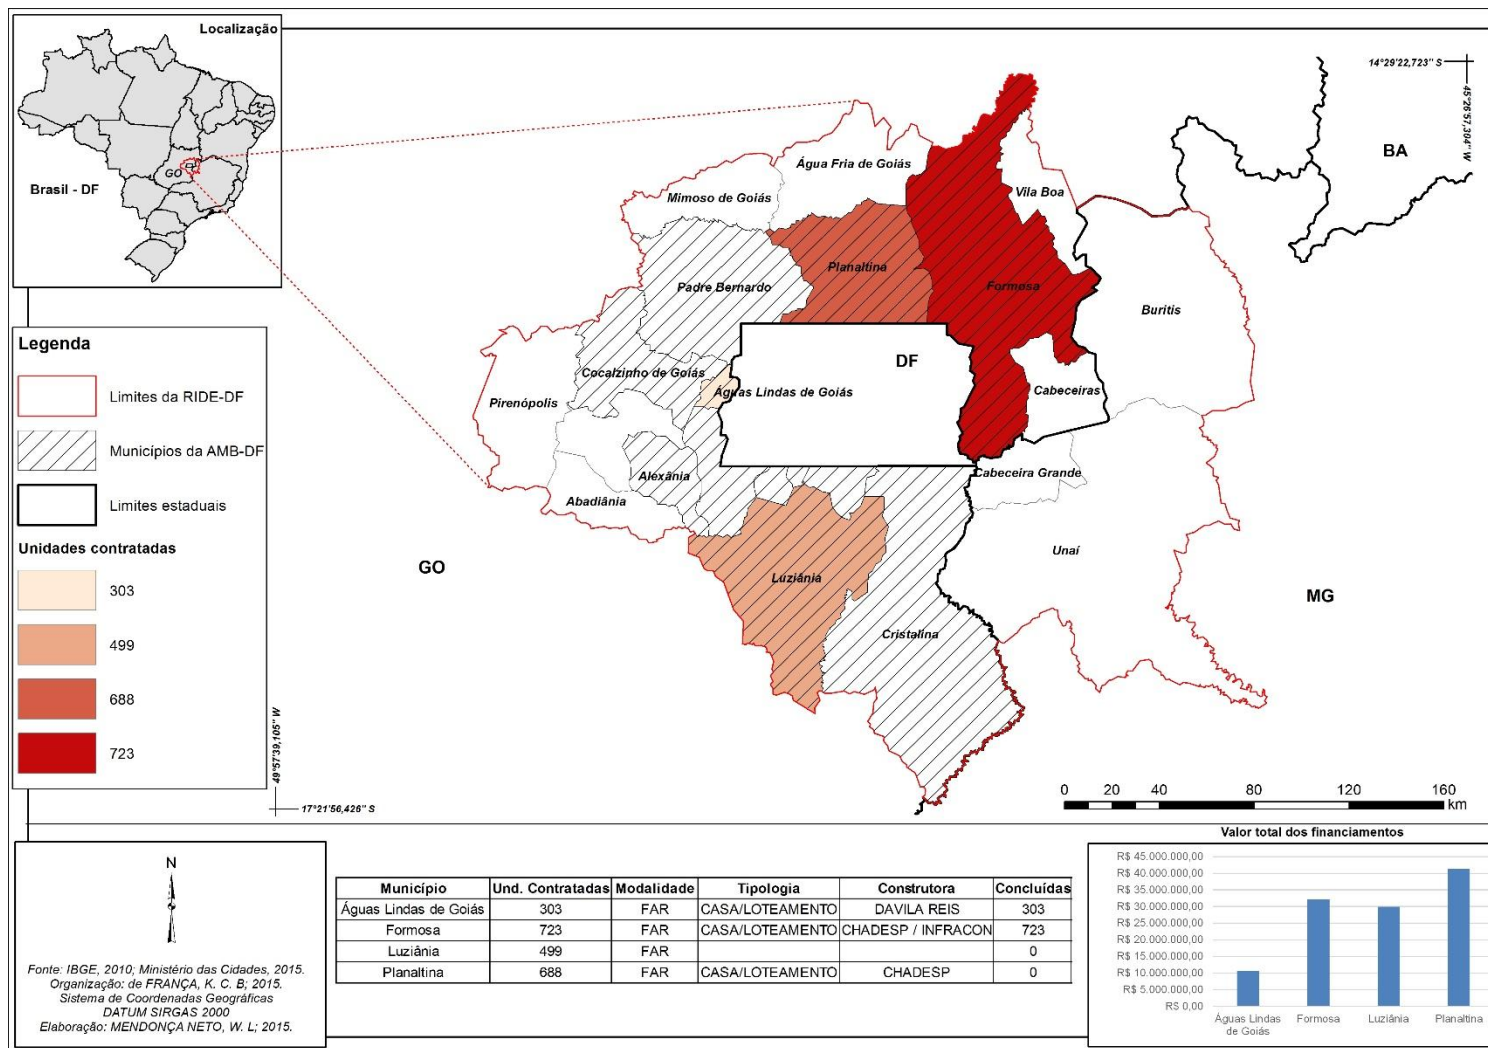 Localização
GO
Brasil - DF
14°29'22,723" S
45°26'57,304" W
BA
Água Fria de Goiás
Mimoso de Goiás
Vila Boa
Planaltina
Padre Bernardo
Formosa
Buritis
DF
Cocalzinho de Goiás
Águas Lindas de Goiás
Cabeceiras
Pirenópolis
Alexânia
Cabeceira Grande
Abadiânia
Unaí
GO
Luziânia
MG
Cristalina
Legenda
Limites da RIDE-DF
Municípios da AMB-DF
Limites estaduais
Unidades contratadas
303
499
688
723
49°57'39,105" W
17°21'56,426" S
0 20 40 80 120 160
km
N
Fonte: IBGE, 2010; Ministério das Cidades, 2015.
Organização: de FRANÇA, K. C. B; 2015.
Sistema de Coordenadas Geográficas
DATUM SIRGAS 2000
Elaboração: MENDONÇA NETO, W. L; 2015.
Município Und. Contratadas Modalidade Tipologia Construtora Concluídas
Águas Lindas de Goiás 303 FAR CASA/LOTEAMENTO DAVILA REIS 303
Formosa 723 FAR CASA/LOTEAMENTO CHADESP / INFRACON 723
Luziânia 499 FAR 0
Planaltina 688 FAR CASA/LOTEAMENTO CHADESP 0
Valor total dos financiamentos
R$ 45.000.000,00
R$ 40.000.000,00
R$ 35.000.000,00
R$ 30.000.000,00
R$ 25.000.000,00
R$ 20.000.000,00
R$ 15.000.000,00
R$ 10.000.000,00
R$ 5.000.000,00
R$ 0,00
Águas Lindas de Goiás
Formosa
Luziânia
Planaltina